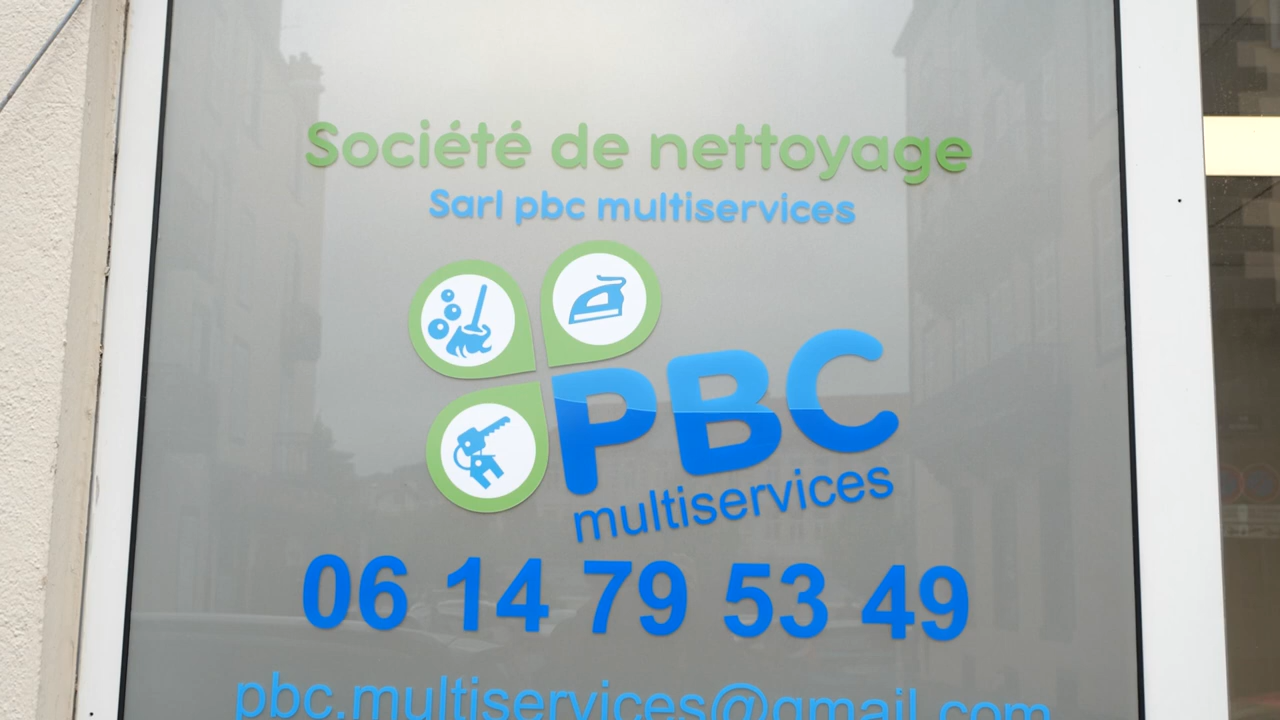 Société de nettoyage
Sarl pbc multiservices
PBC
multiservices
06 14 79 53 49
pbc.multiservices@gmail.com